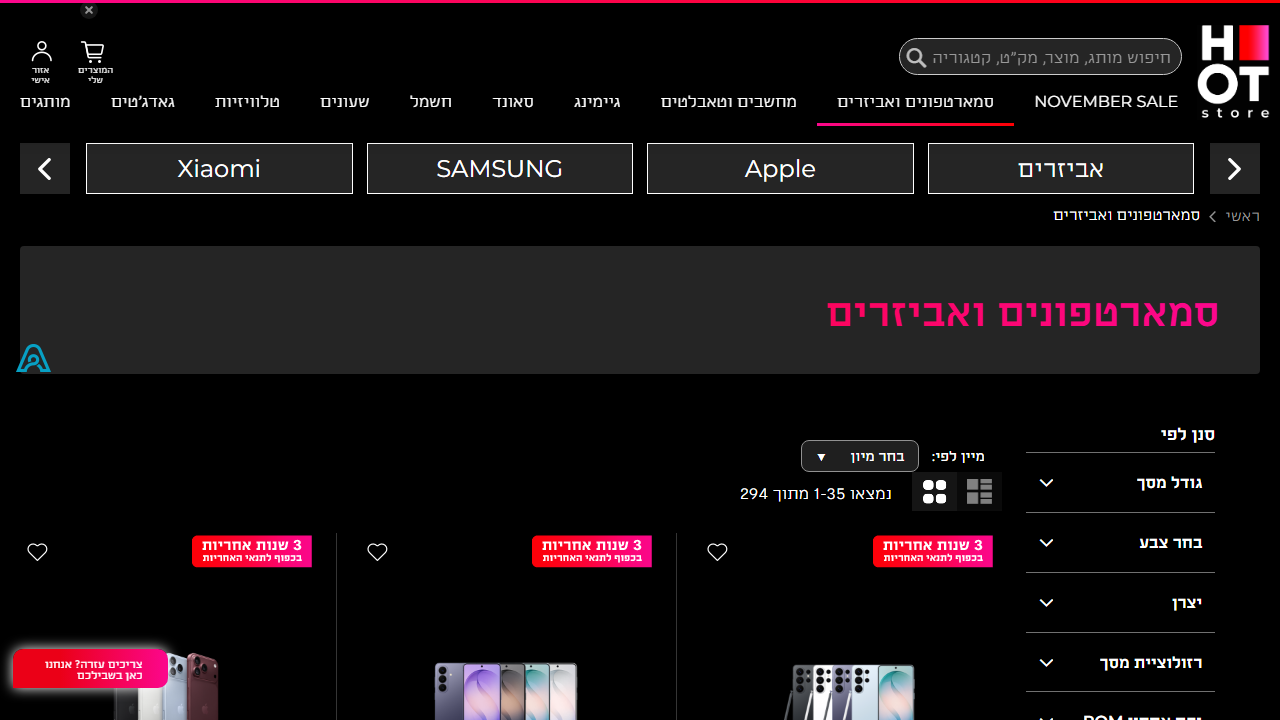 H
OT
store
חיפוש מותג, מוצר, מק"ט, קטגוריה
המוצרים
שלי
אזור
אישי
NOVEMBER SALE
סמארטפונים ואביזרים
מחשבים וטאבלטים
גיימינג
סאונד
חשמל
שעונים
טלוויזיות
גאדג'טים
מותגים
אביזרים
Apple
SAMSUNG
Xiaomi
ראשי
סמארטפונים ואביזרים
סמארטפונים ואביזרים
סנן לפי
גודל מסך
בחר צבע
יצרן
רזולוציית מסך
מיין לפי:
בחר מיון
נמצאו 1-35 מתוך 294
3 שנות אחריות
בכפוף לתנאי האחריות
3 שנות אחריות
בכפוף לתנאי האחריות
3 שנות אחריות
בכפוף לתנאי האחריות
צריכים עזרה? אנחנו
כאן בשבילכם